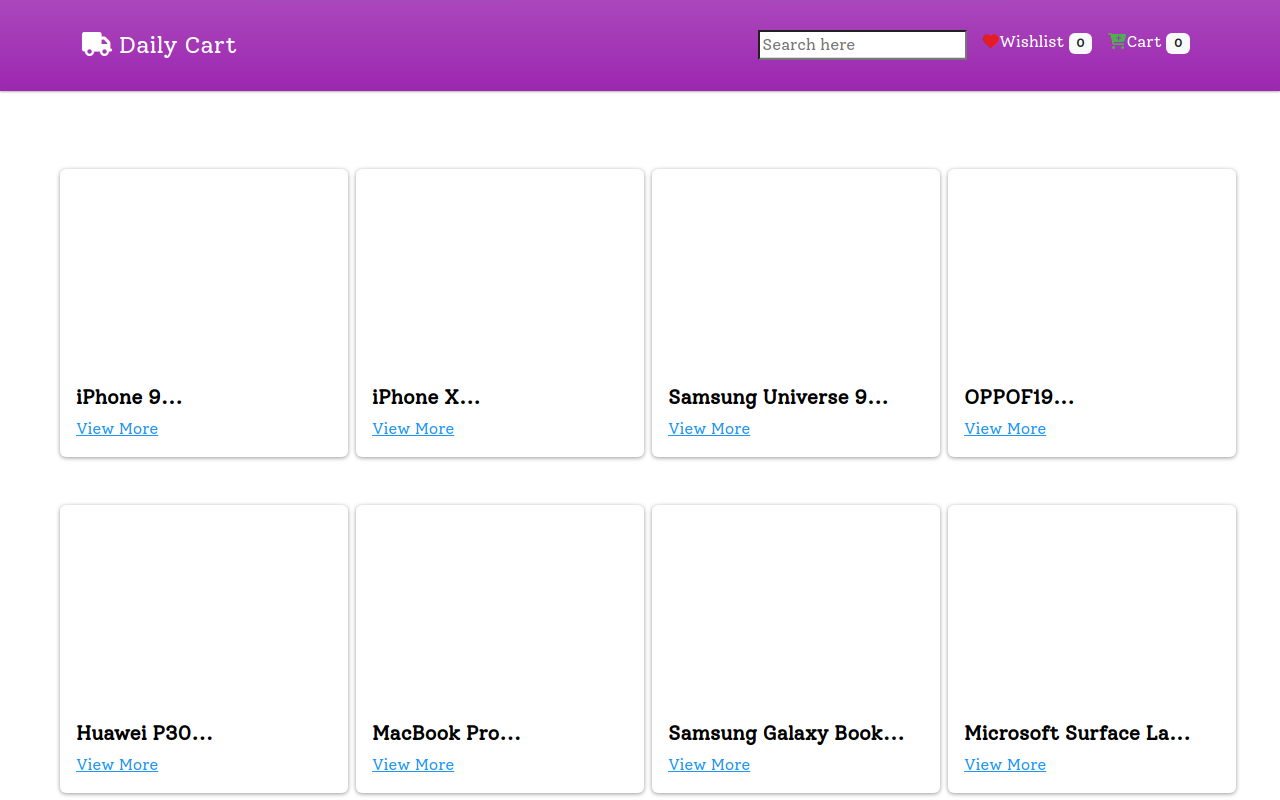 Daily Cart
Search here
Wishlist 0
Cart 0
iPhone 9...
View More
iPhone X...
View More
Samsung Universe 9...
View More
OPPOF19...
View More
Huawei P30...
View More
MacBook Pro...
View More
Samsung Galaxy Book...
View More
Microsoft Surface La...
View More